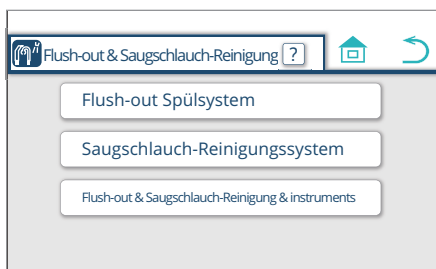 Flush-out & Saugschlauch-Reinigung ?
Flush-out Spülsystem
Saugschlauch-Reinigungssystem
Flush-out & Saugschlauch-Reinigung & instruments